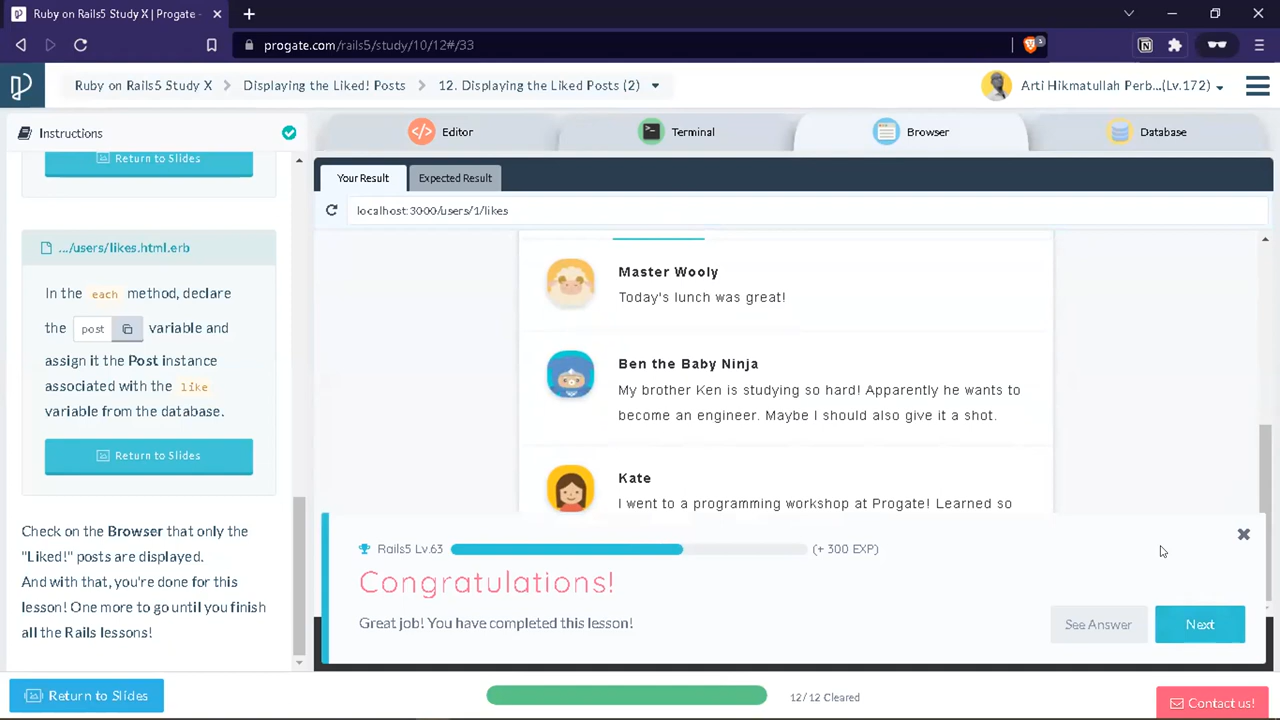 Ruby on Rails5 Study X | Progate -
progate.com/rails5/study/10/12#/33
3
Ruby on Rails5 Study X
Displaying the Liked! Posts
12. Displaying the Liked Posts (2)
Arti Hikmatullah Perb...(Lv.172)
Instructions
Editor
Terminal
Browser
Database
Return to Slides
.../users/likes.html.erb
In the each method, declare
the post variable and
assign it the Post instance
associated with the like
variable from the database.
Return to Slides
Check on the Browser that only the
"Liked!" posts are displayed.
And with that, you're done for this
lesson! One more to go until you finish
all the Rails lessons!
Your Result
Expected Result
localhost:3000/users/1/likes
Master Wooly
Today's lunch was great!
Ben the Baby Ninja
My brother Ken is studying so hard! Apparently he wants to
become an engineer. Maybe I should also give it a shot.
Kate
I went to a programming workshop at Progate! Learned so
Rails5 Lv.63
(+ 300 EXP)
Congratulations!
Great job! You have completed this lesson!
See Answer
Next
Return to Slides
12/12 Cleared
Contact us!